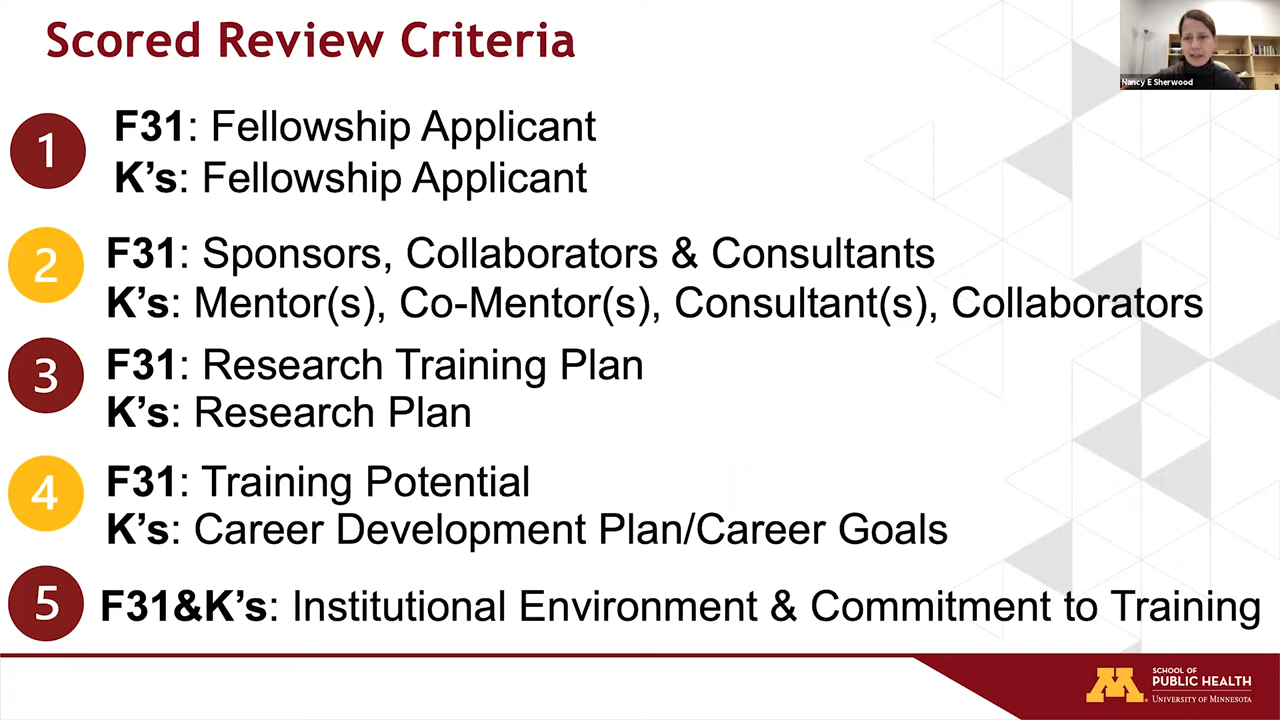 Scored Review Criteria
Nancy E Sherwood
1
F31: Fellowship Applicant
K’s: Fellowship Applicant
2
F31: Sponsors, Collaborators & Consultants
K’s: Mentor(s), Co-Mentor(s), Consultant(s), Collaborators
3
F31: Research Training Plan
K’s: Research Plan
4
F31: Training Potential
K’s: Career Development Plan/Career Goals
5
F31&K’s: Institutional Environment & Commitment to Training
M
SCHOOL OF
PUBLIC HEALTH
UNIVERSITY OF MINNESOTA